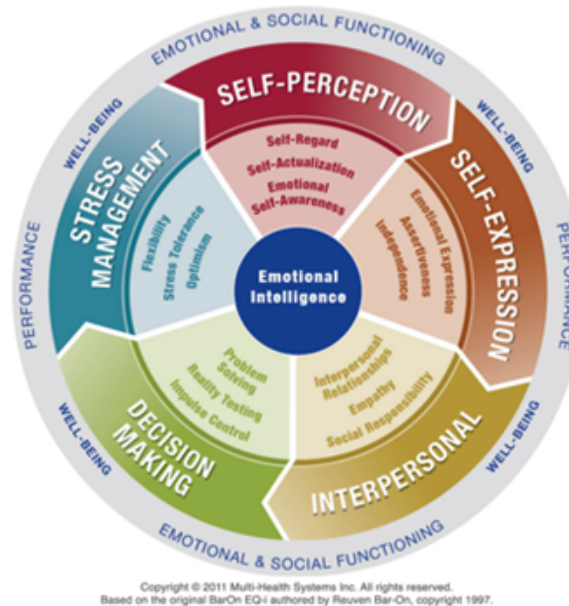 EMOTIONAL & SOCIAL FUNCTIONING
WELL-BEING
PERFORMANCE
SELF-PERCEPTION
Self-Regard
Self-Actualization
Emotional
Self-Awareness
WELL-BEING
PERFORMANCE
SELF-EXPRESSION
Emotional Expression
Assertiveness
Independence
INTERPERSONAL
Interpersonal
Relationships
Empathy
Social Responsibility
WELL-BEING
DECISION
MAKING
Problem
Solving
Reality Testing
Impulse Control
WELL-BEING
STRESS
MANAGEMENT
Flexibility
Stress Tolerance
Optimism
Emotional
Intelligence
EMOTIONAL & SOCIAL FUNCTIONING
Copyright © 2011 Multi-Health Systems Inc. All rights reserved.
Based on the original BarOn EQ-i authored by Reuven Bar-On, copyright 1997.